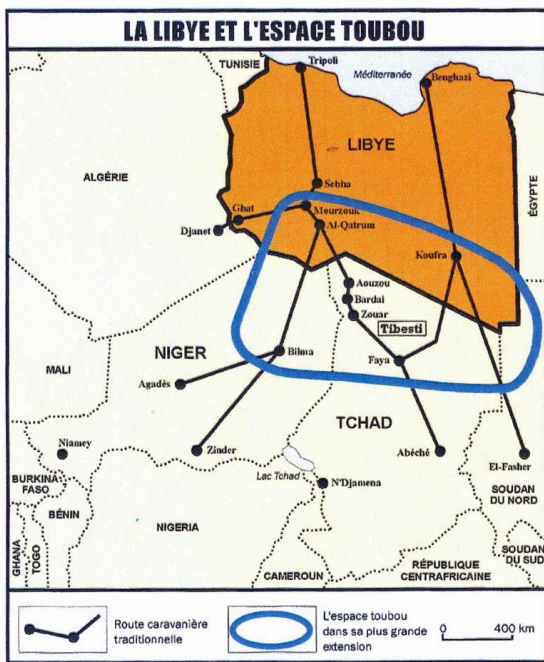 LA LIBYE ET L'ESPACE TOUBOU
TUNISIE
Tripoli
Méditerranée
Benghazi
LIBYE
ALGÉRIE
ÉGYPTE
Sebha
Ghat
Mourzouk
Djanet
Al-Qatrum
Koufra
Aouzou
Bardai
Zouar
Tibesti
NIGER
Bilma
Faya
MALI
Agadès
TCHAD
Niamey
Zinder
Abéché
El-Fasher
Lac Tchad
N'Djamena
BURKINA
FASO
SOUDAN
DU NORD
BÉNIN
NIGERIA
GHANA
TOGO
CAMEROUN
RÉPUBLIQUE
CENTRAFRICAINE
SOUDAN
DU SUD
Route caravanière
traditionnelle
L'espace toubou
dans sa plus grande
extension
0 400 km